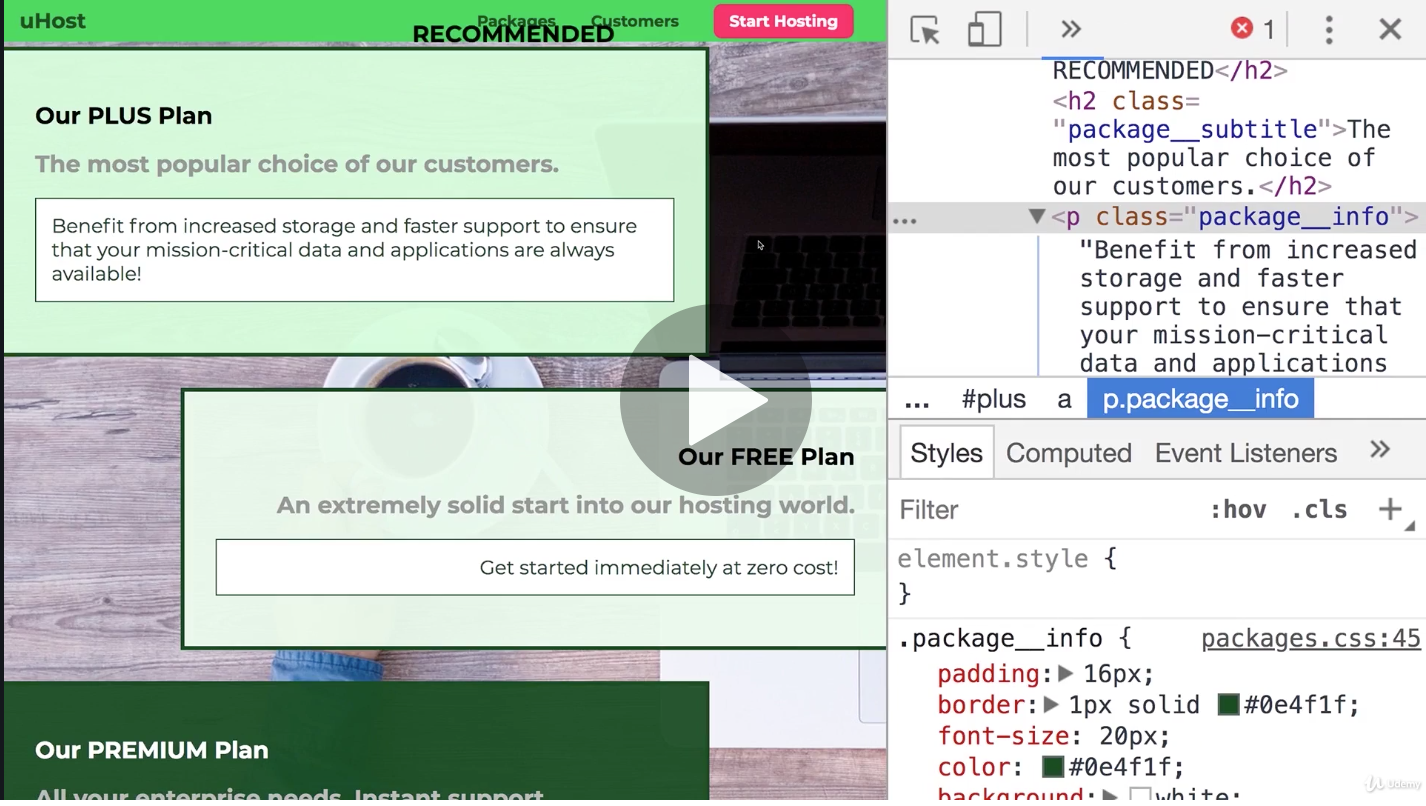 uHost
Packages
Customers
Start Hosting
RECOMMENDED
Our PLUS Plan
The most popular choice of our customers.
Benefit from increased storage and faster support to ensure
that your mission-critical data and applications are always
available!
Our FREE Plan
An extremely solid start into our hosting world.
Get started immediately at zero cost!
Our PREMIUM Plan
All your enterprise needs. Instant support
1
RECOMMENDED</h2>
<h2 class=
"package__subtitle">The
most popular choice of
our customers.</h2>
… <p class="package__info">
"Benefit from increased
storage and faster
support to ensure that
your mission-critical
data and applications
… #plus a p.package__info
Styles Computed Event Listeners »
Filter :hov .cls +
element.style {
}
.package__info { packages.css:45
padding: 16px;
border: 1px solid #0e4f1f;
font-size: 20px;
color: #0e4f1f;
background: white;
Udemy